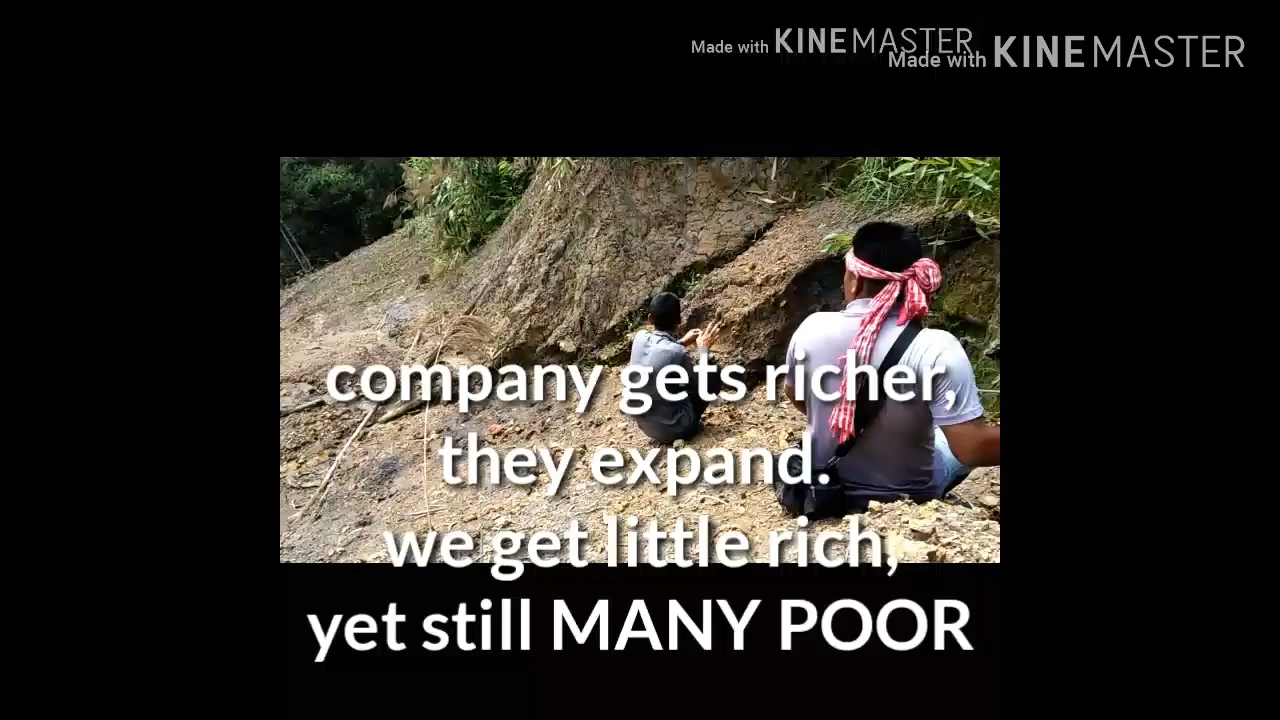 Made with KINEMASTER
Made with KINEMASTER
company gets richer,
they expand.
we get little rich,
yet still MANY POOR